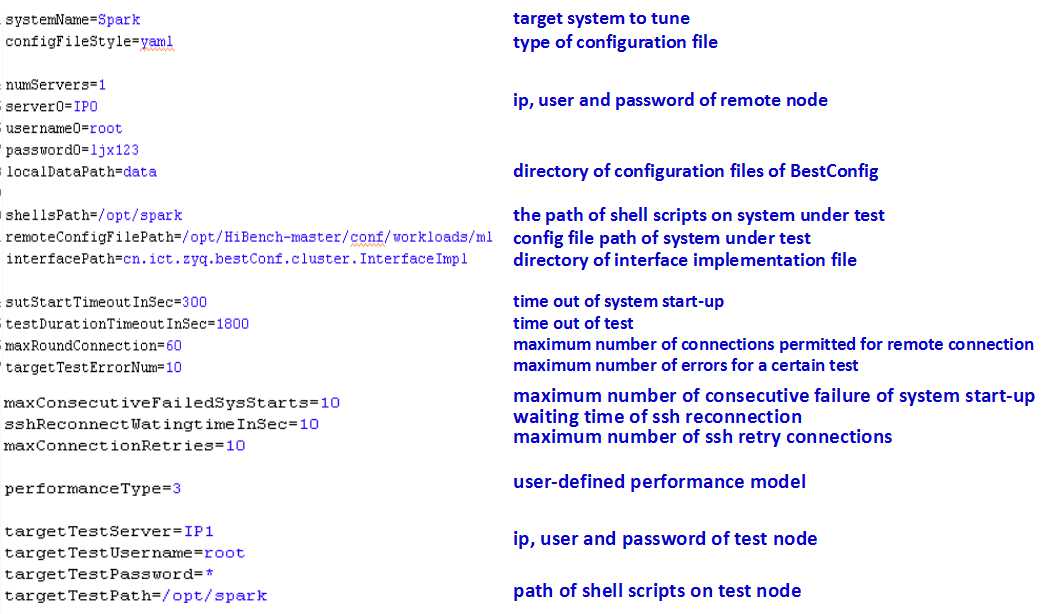 systemName=Spark target system to tune
configFileStyle=yaml type of configuration file
numServers=1
server0=IP0 ip, user and password of remote node
username0=root
password0=ljx123
localDataPath=data directory of configuration files of BestConfig
shellsPath=/opt/spark the path of shell scripts on system under test
remoteConfigFilePath=/opt/HiBench-master/conf/workloads/ml config file path of system under test
interfacePath=cn.ict.zyq.bestConf.cluster.InterfaceImpl directory of interface implementation file
sutStartTimeoutInSec=300 time out of system start-up
testDurationTimeoutInSec=1800 time out of test
maxRoundConnection=60 maximum number of connections permitted for remote connection
targetTestErrorNum=10 maximum number of errors for a certain test
maxConsecutiveFailedSysStarts=10 maximum number of consecutive failure of system start-up
sshReconnectWatingtimeInSec=10 waiting time of ssh reconnection
maxConnectionRetries=10 maximum number of ssh retry connections
performanceType=3 user-defined performance model
targetTestServer=IP1 ip, user and password of test node
targetTestUsername=root
targetTestPassword=*
targetTestPath=/opt/spark path of shell scripts on test node